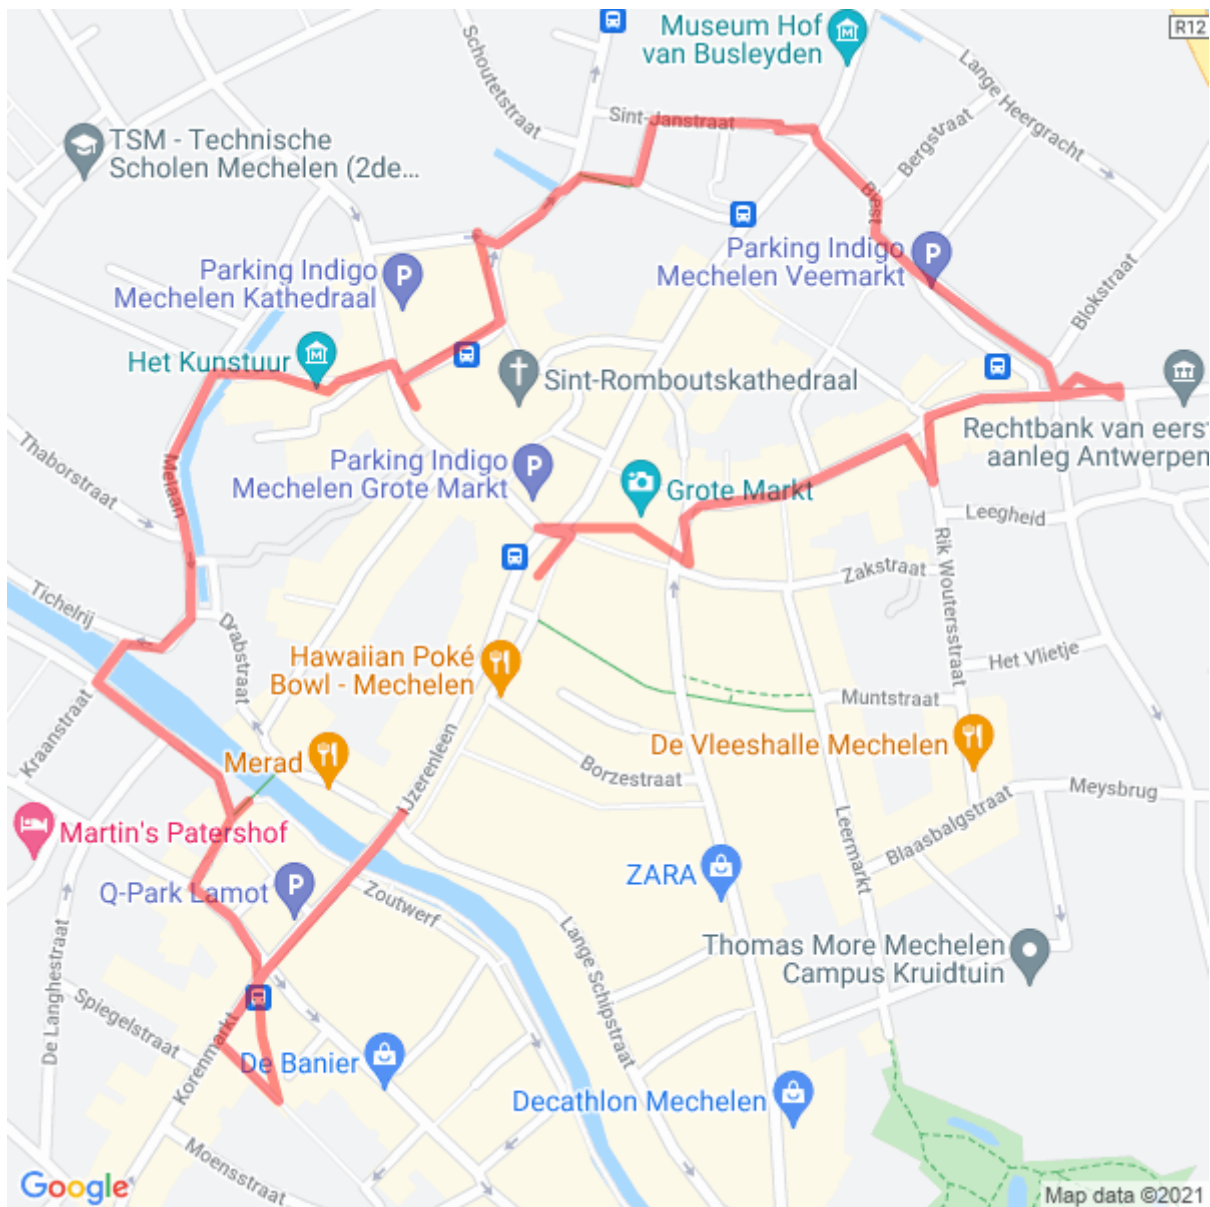 Museum Hof
van Busleyden
R12
Schoutetstraat
Sint-Janstraat
Lange Heergracht
Bergstraat
TSM - Technische
Scholen Mechelen (2de...
Biest
Parking Indigo
Mechelen Veemarkt
Parking Indigo
Mechelen Kathedraal
Blokstraat
Het Kunstuur
Sint-Romboutskathedraal
Rechtbank van eerst
aanleg Antwerpen
Thaborstraat
Melaan
Parking Indigo
Mechelen Grote Markt
Grote Markt
Leegheid
Zakstraat
Rik Woutersstraat
Tichelrij
Drabstraat
Het Vlietje
Hawaiian Poké
Bowl - Mechelen
Muntstraat
Kraanstraat
IJzerenleen
De Vleeshalle Mechelen
Merad
Borzestraat
Meysbrug
Martin's Patershof
Leermarkt
Blaasbalgstraat
Q-Park Lamot
ZARA
Zoutwerf
Thomas More Mechelen
Campus Kruidtuin
De Langhestraat
Lange Schipstraat
Spiegelstraat
Korenmarkt
De Banier
Decathlon Mechelen
Moensstraat
Google
Map data ©2021